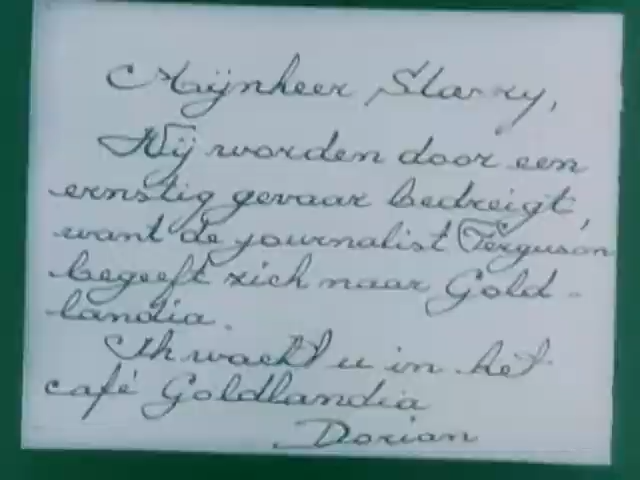 Mijnheer Starry,
Wij worden door een
ernstig gevaar bedreigt,
want de journalist Ferguson
begeeft zich naar Gold-
landia.
Ik wacht u in het
café Goldlandia
Dorian